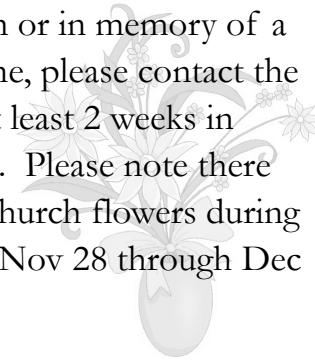 or in memory of a
please contact the
least 2 weeks in
Please note there
hurch flowers during
Nov 28 through Dec